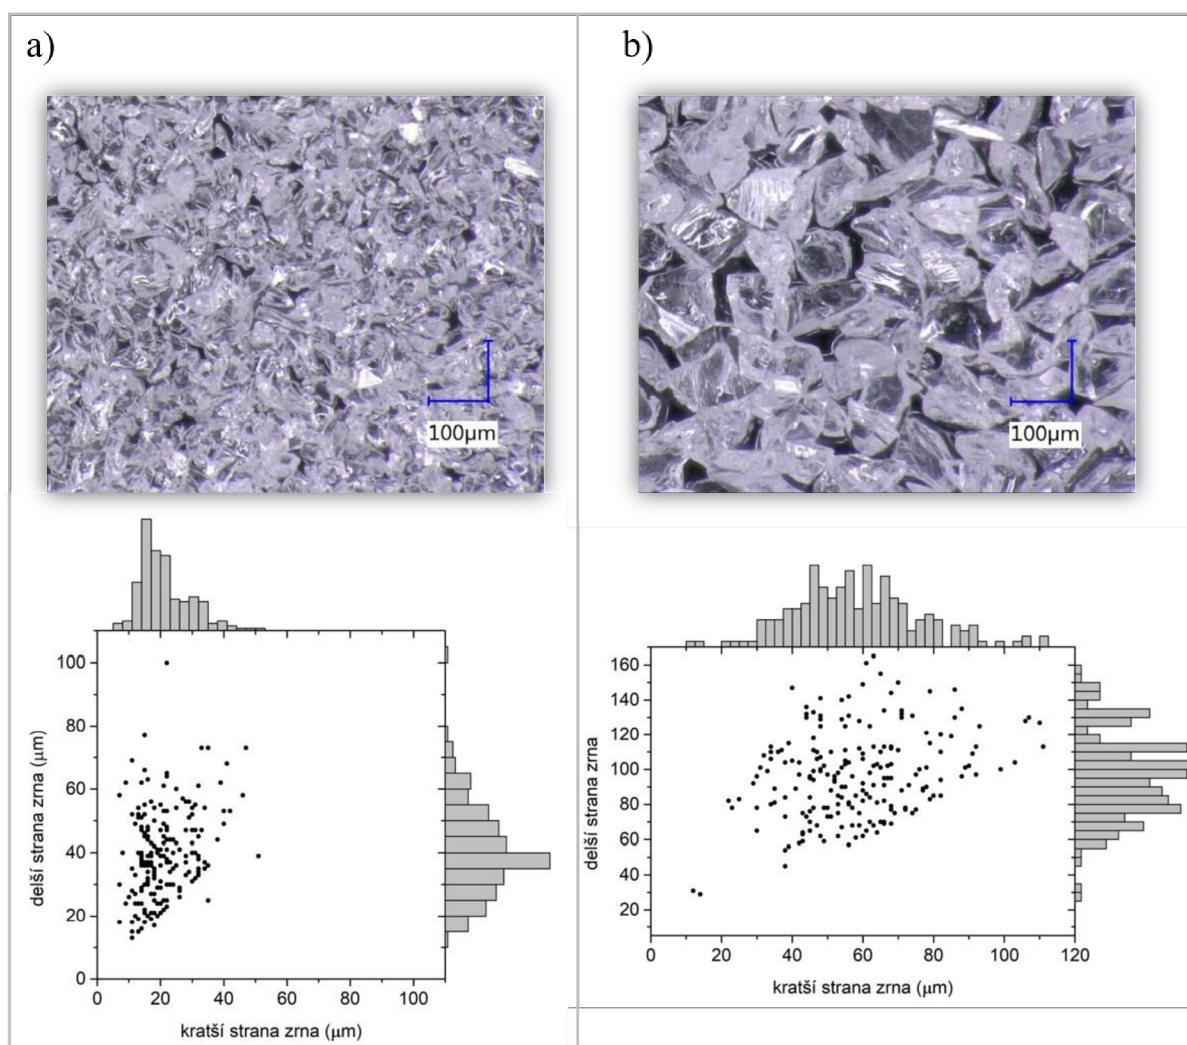 a)
b)
100µm
100µm
100
80
60
40
20
0
delší strana zrna (µm)
0 20 40 60 80 100
kratší strana zrna (µm)
160
140
120
100
80
60
40
20
delší strana zrna
0 20 40 60 80 100 120
kratší strana zrna (µm)